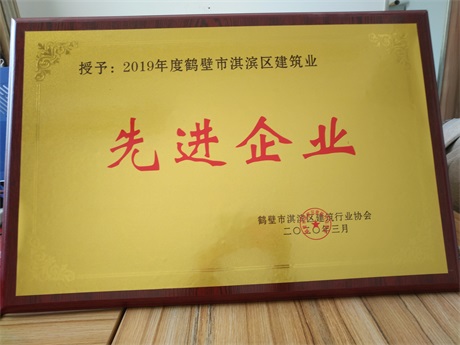 授予：2019年度鹤壁市淇滨区建筑业
先进企业
鹤壁市淇滨区建筑行业协会
二〇二〇年三月